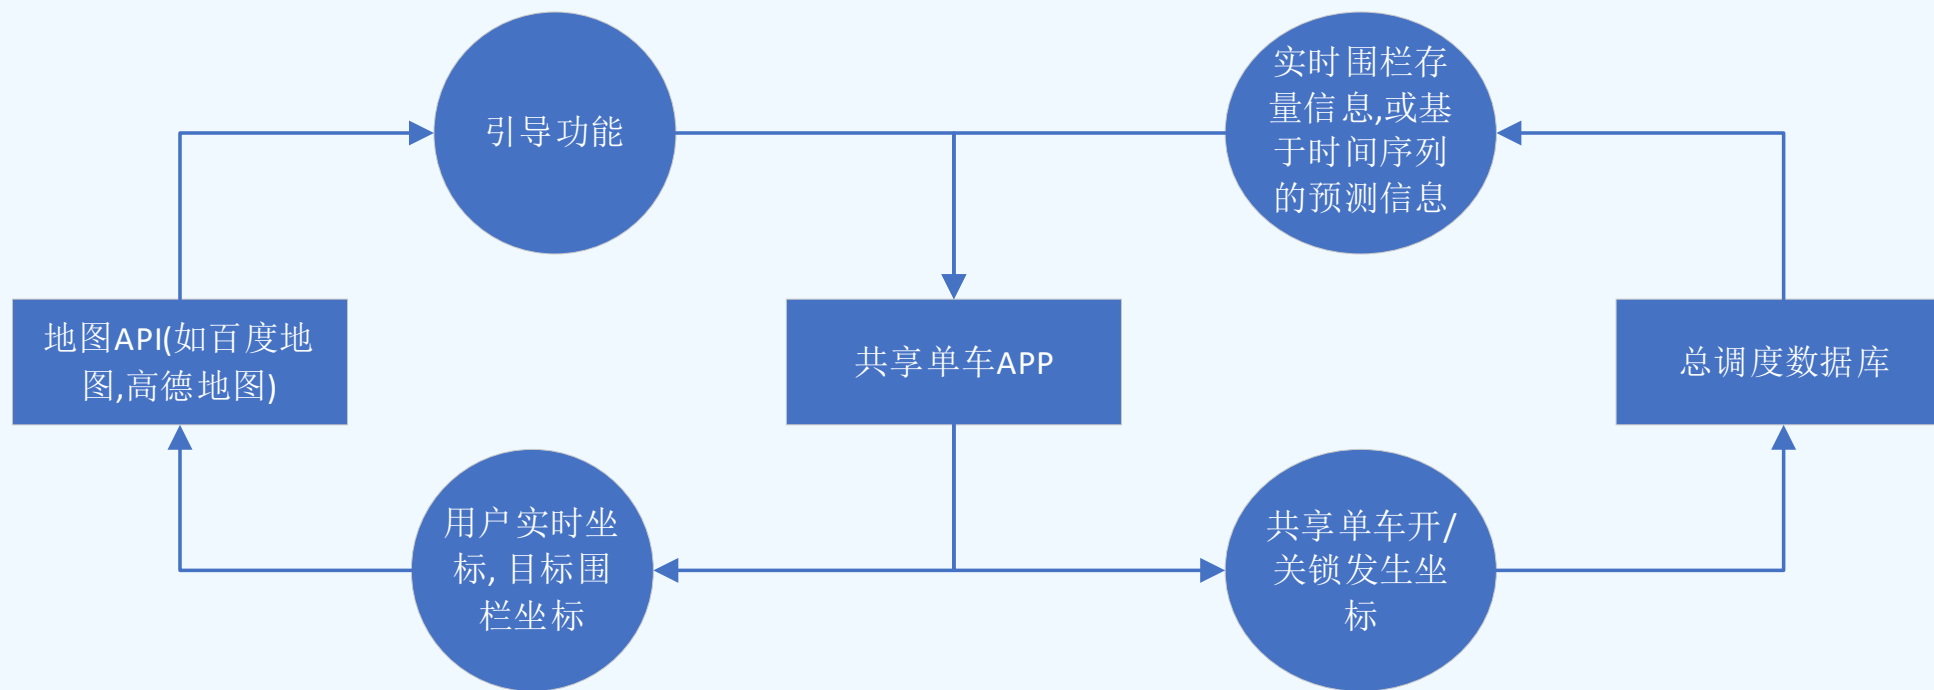 引导功能
实时围栏存
量信息,或基
于时间序列
的预测信息
地图API(如百度地
图,高德地图)
共享单车APP
总调度数据库
用户实时坐
标, 目标围
栏坐标
共享单车开/
关锁发生坐
标